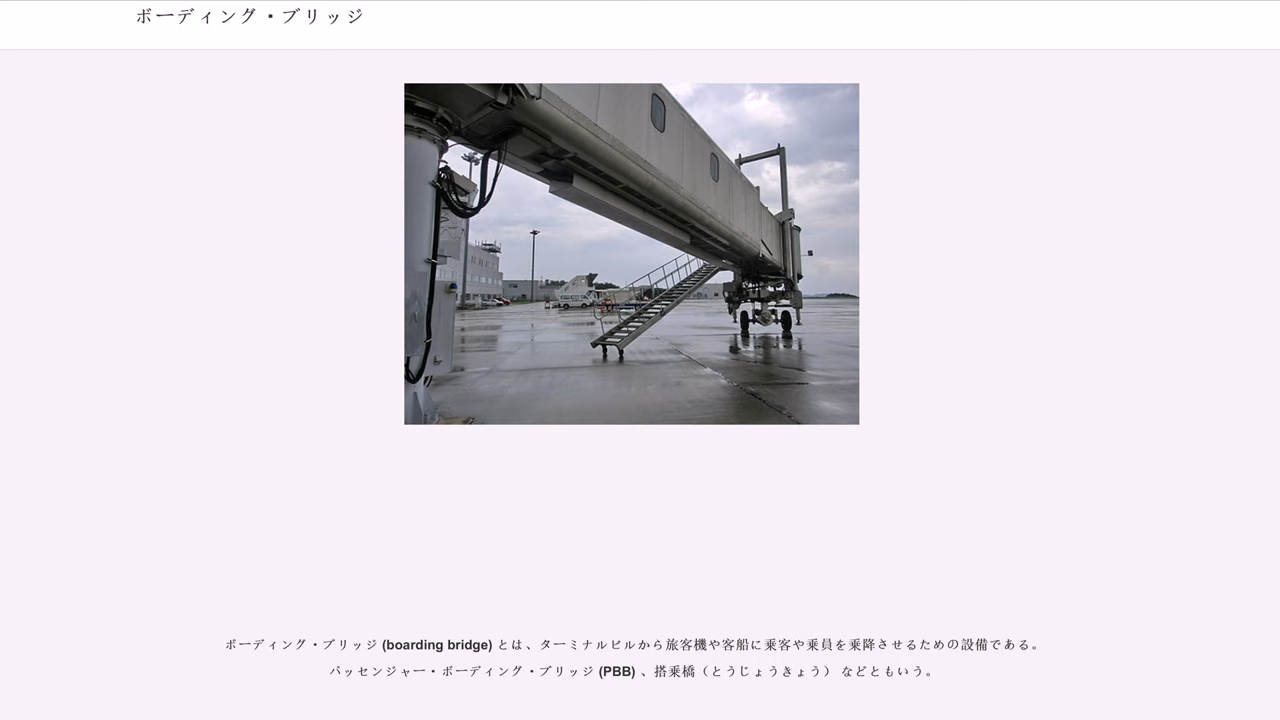 ボーディング・ブリッジ
ボーディング・ブリッジ (boarding bridge) とは、ターミナルビルから旅客機や客船に乗客や乗員を乗降させるための設備である。
パッセンジャー・ボーディング・ブリッジ (PBB) 、搭乗橋（とうじょうきょう） などともいう。